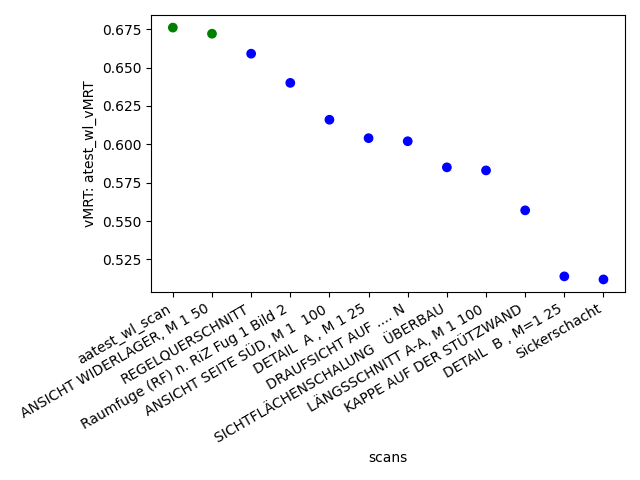 0.675
0.650
0.625
0.600
0.575
0.550
0.525
vMRT: atest_wl_vMRT
aatest_wl_scan
ANSICHT WIDERLAGER, M 1 50
REGELQUERSCHNITT
Raumfuge (RF) n. RiZ Fug 1 Bild 2
ANSICHT SEITE SÜD, M 1  100
DETAIL  A , M 1 25
DRAUFSICHT AUF .... N
SICHTFLÄCHENSCHALUNG   ÜBERBAU
LÄNGSSCHNITT A-A, M 1 100
KAPPE AUF DER STÜTZWAND
DETAIL  B , M=1 25
Sickerschacht
scans